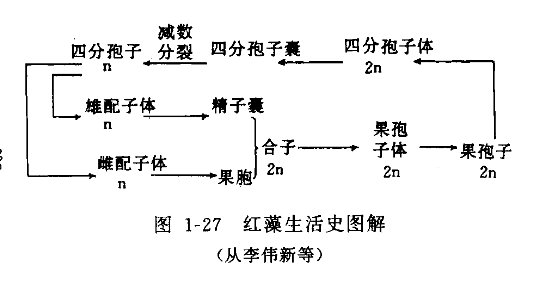 减数
四分孢子 分裂 四分孢子囊 四分孢子体
n 2n
雄配子体 精子囊
n
合子 果孢子体 果孢子
2n 2n 2n
雌配子体 果胞
n
图 1-27 红藻生活史图解
(从李伟新等)